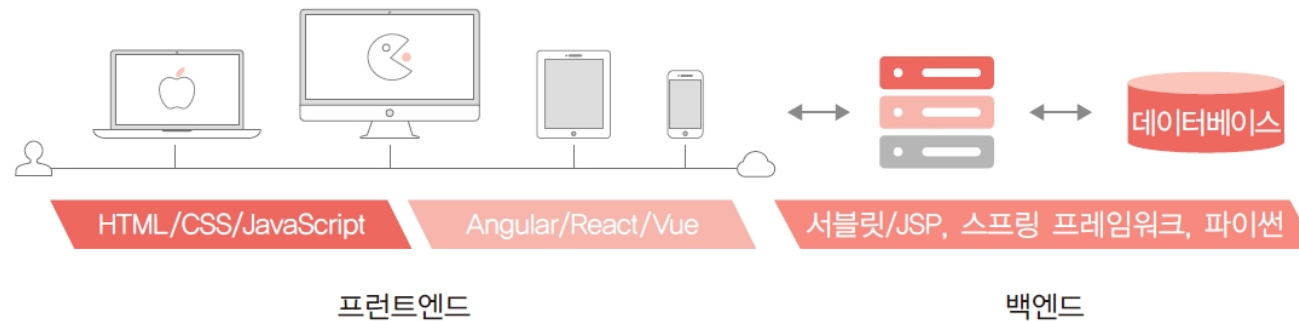 데이터베이스
HTML/CSS/JavaScript
Angular/React/Vue
서블릿/JSP, 스프링 프레임워크, 파이썬
프런트엔드
백엔드